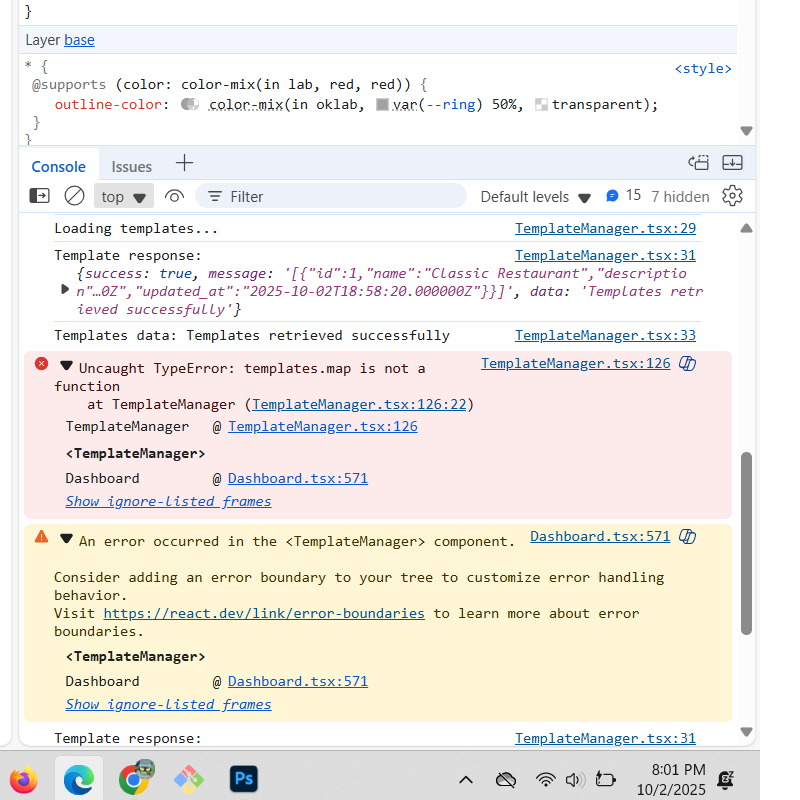 }
Layer base
* {
<style>
@supports (color: color-mix(in lab, red, red)) {
outline-color: color-mix(in oklab, var(--ring) 50%, transparent);
}
}
Console Issues
top Filter Default levels 15 7 hidden
Loading templates... TemplateManager.tsx:29
Template response: TemplateManager.tsx:31
{success: true, message: '[{"id":1,"name":"Classic Restaurant","descriptio
n"…0Z","updated_at":"2025-10-02T18:58:20.000000Z"}}]', data: 'Templates retr
ieved successfully'}
Templates data: Templates retrieved successfully TemplateManager.tsx:33
Uncaught TypeError: templates.map is not a TemplateManager.tsx:126
function
at TemplateManager (TemplateManager.tsx:126:22)
TemplateManager @ TemplateManager.tsx:126
<TemplateManager>
Dashboard @ Dashboard.tsx:571
Show ignore-listed frames
An error occurred in the <TemplateManager> component. Dashboard.tsx:571
Consider adding an error boundary to your tree to customize error handling
behavior.
Visit https://react.dev/link/error-boundaries to learn more about error
boundaries.
<TemplateManager>
Dashboard @ Dashboard.tsx:571
Show ignore-listed frames
Template response: TemplateManager.tsx:31
Ps
8:01 PM
10/2/2025